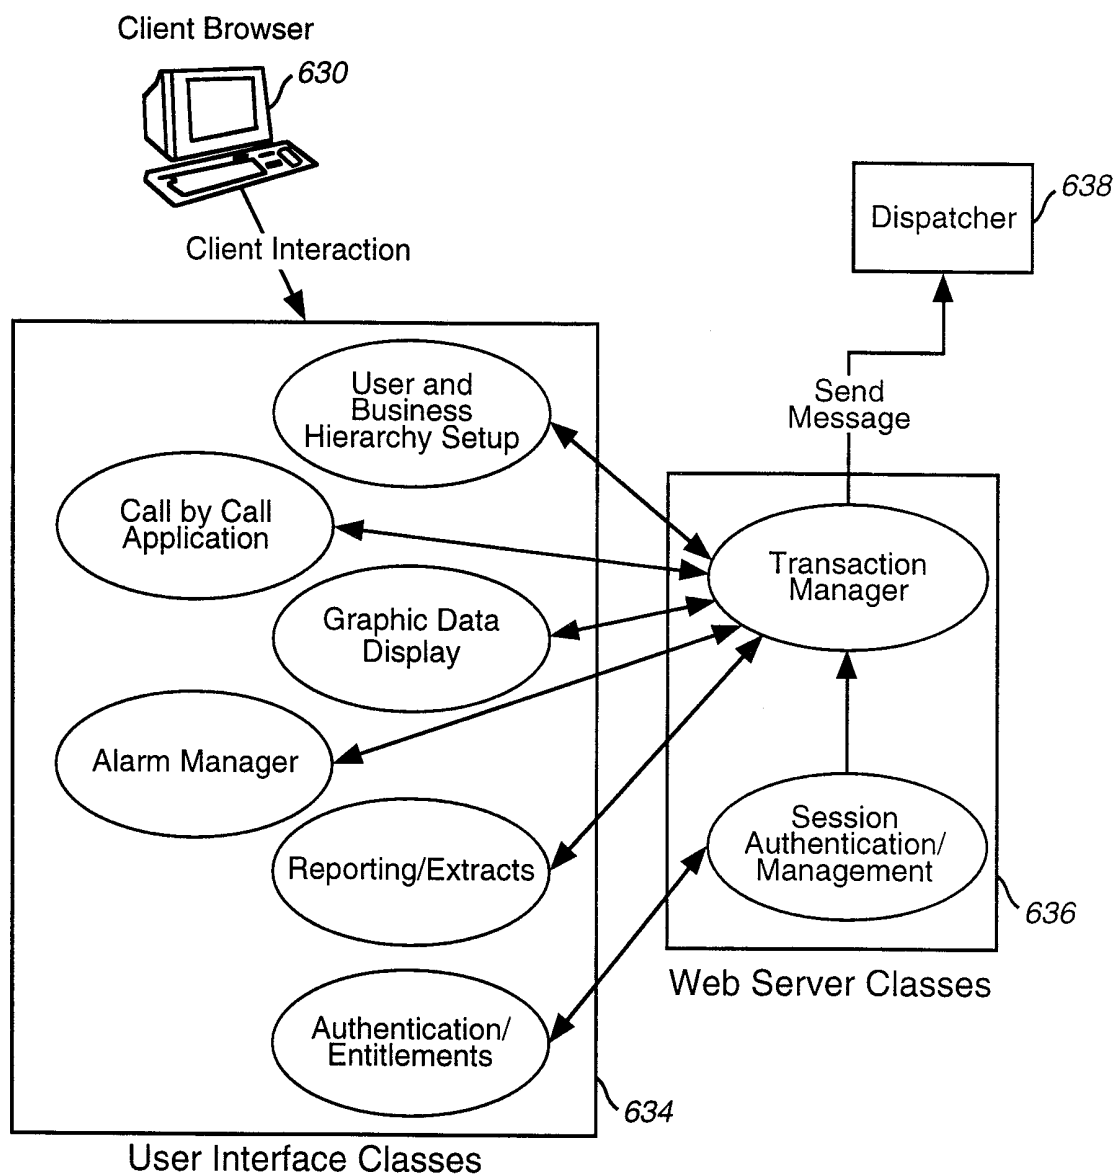 Client Browser
630
Client Interaction
Dispatcher
638
Send
Message
User and
Business
Hierarchy Setup
Call by Call
Application
Graphic Data
Display
Alarm Manager
Reporting/Extracts
Authentication/
Entitlements
634
User Interface Classes
Transaction
Manager
Session
Authentication/
Management
636
Web Server Classes